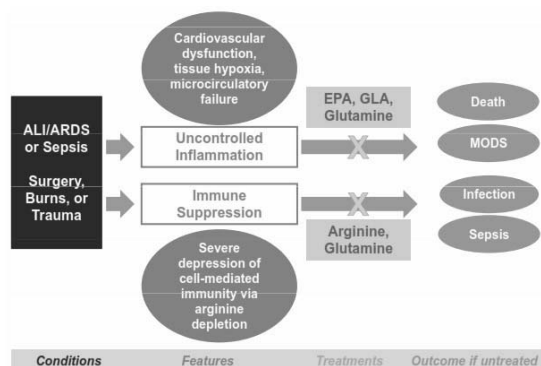 Cardiovascular
dysfunction,
tissue hypoxia,
microcirculatory
failure
EPA, GLA,
Glutamine
Death
ALI/ARDS
or Sepsis
Uncontrolled
Inflammation
X
MODS
Surgery,
Burns, or
Trauma
Immune
Suppression
X
Infection
Arginine,
Glutamine
Sepsis
Severe
depression of
cell-mediated
immunity via
arginine
depletion
Conditions
Features
Treatments
Outcome if untreated